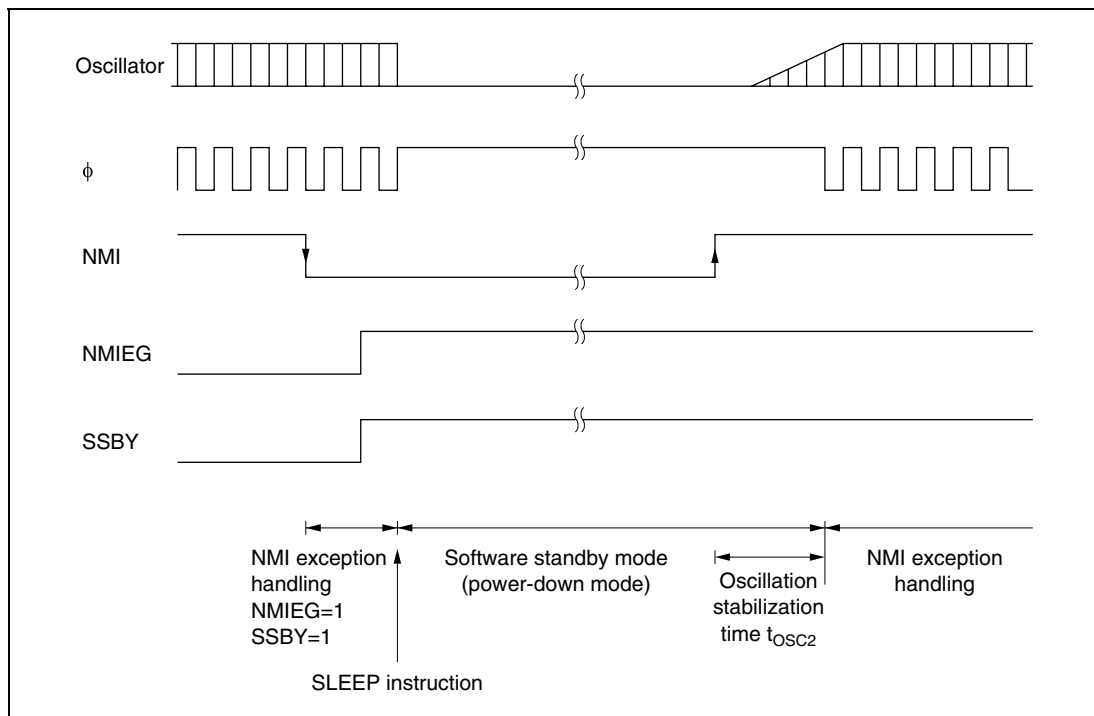 Oscillator
ϕ
NMI
NMIEG
SSBY
NMI exception
handling
NMIEG=1
SSBY=1
Software standby mode
(power-down mode)
Oscillation
stabilization
time tOSC2
NMI exception
handling
SLEEP instruction